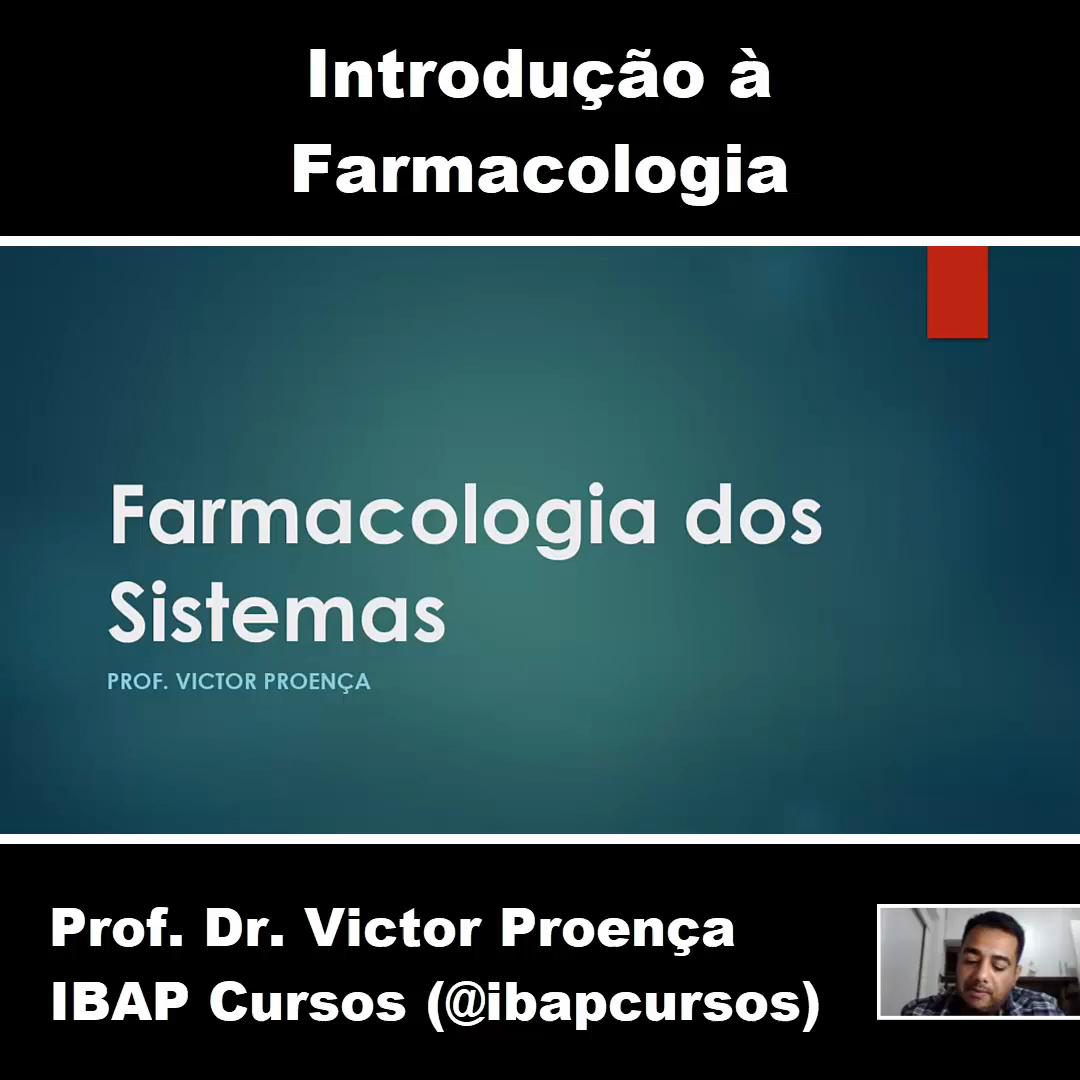 Introdução à
Farmacologia
Farmacologia dos
Sistemas
PROF. VICTOR PROENÇA
Prof. Dr. Victor Proença
IBAP Cursos (@ibapcursos)